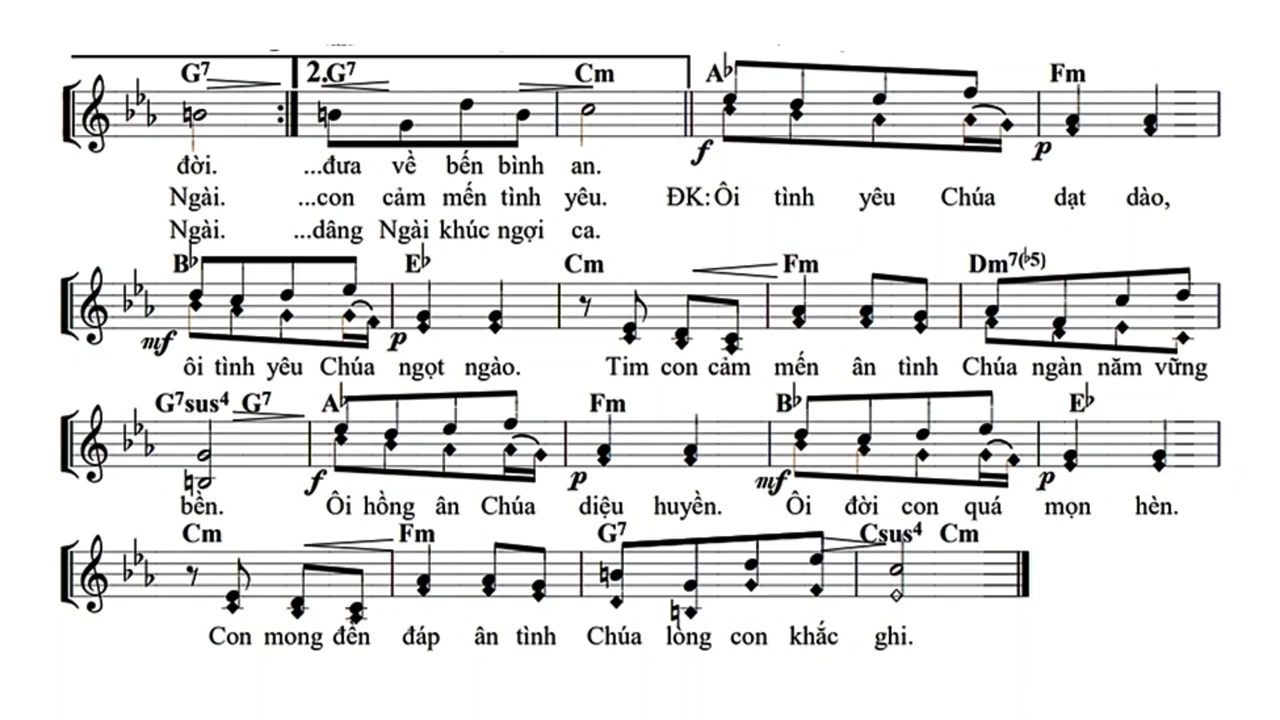 G7 2. G7 Cm A♭ Fm
f p
đời. ...đưa về bến bình an.
Ngài. ...con cảm mến tình yêu. ĐK: Ôi tình yêu Chúa dạt dào,
Ngài. ...dâng Ngài khúc ngợi ca.
B♭ E♭ Cm Fm Dm7(♭5)
mf p
ôi tình yêu Chúa ngọt ngào. Tim con cảm mến ân tình Chúa ngàn năm vững
G7sus4 G7 A♭ Fm B♭ E♭
f p mf p
bền. Ôi hồng ân Chúa diệu huyền. Ôi đời con quá mọn hèn.
Cm Fm G7 Csus4 Cm
Con mong đền đáp ân tình Chúa lòng con khắc ghi.